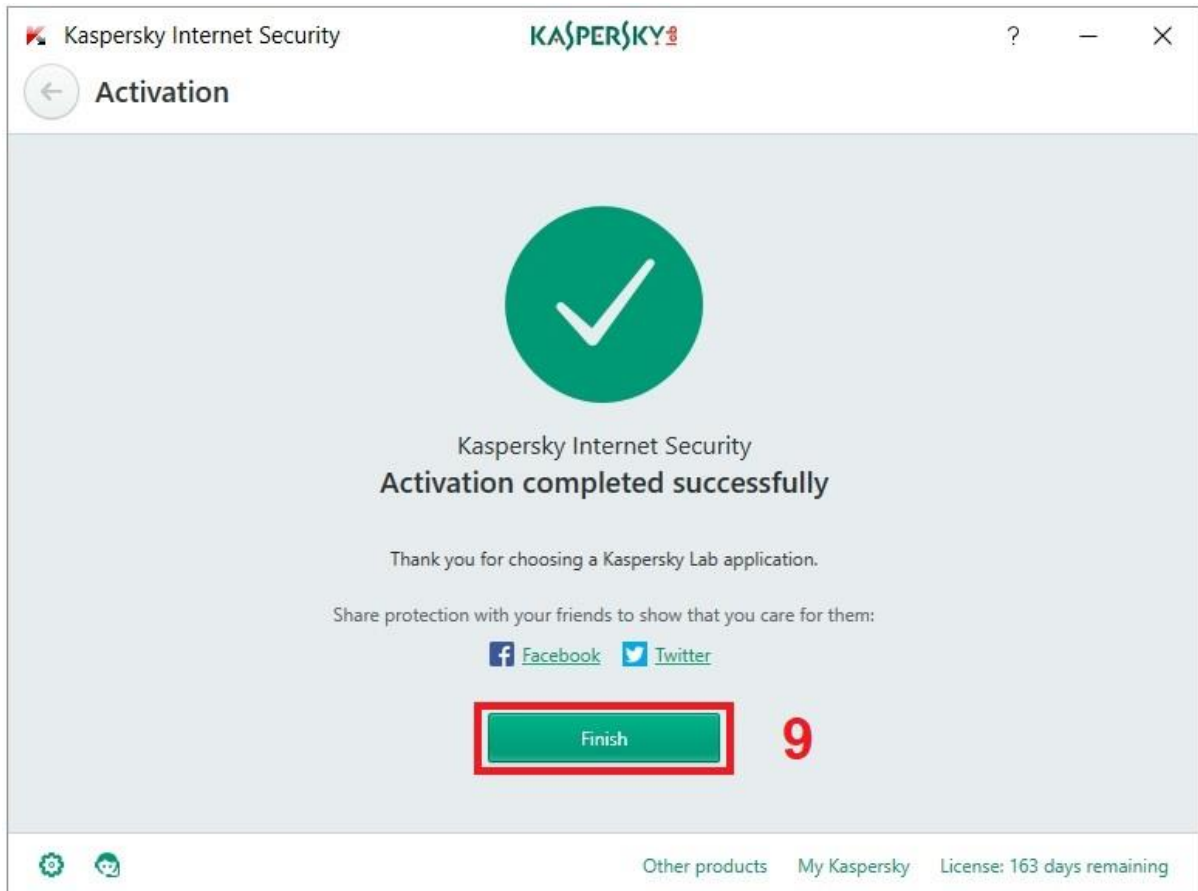 Kaspersky Internet Security
KASPERSKY lab
?
Activation
Kaspersky Internet Security
Activation completed successfully
Thank you for choosing a Kaspersky Lab application.
Share protection with your friends to show that you care for them:
Facebook Twitter
Finish 9
Other products My Kaspersky License: 163 days remaining